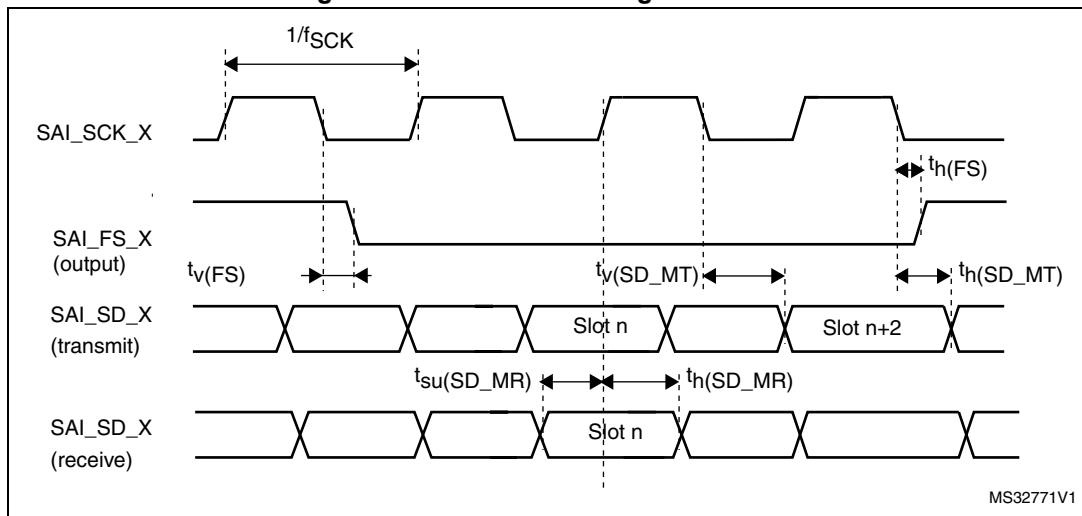 1/fSCK
SAI_SCK_X
th(FS)
SAI_FS_X
(output)
tv(FS)
tv(SD_MT)
th(SD_MT)
SAI_SD_X
(transmit)
Slot n
Slot n+2
tsu(SD_MR)
th(SD_MR)
SAI_SD_X
(receive)
Slot n
MS32771V1